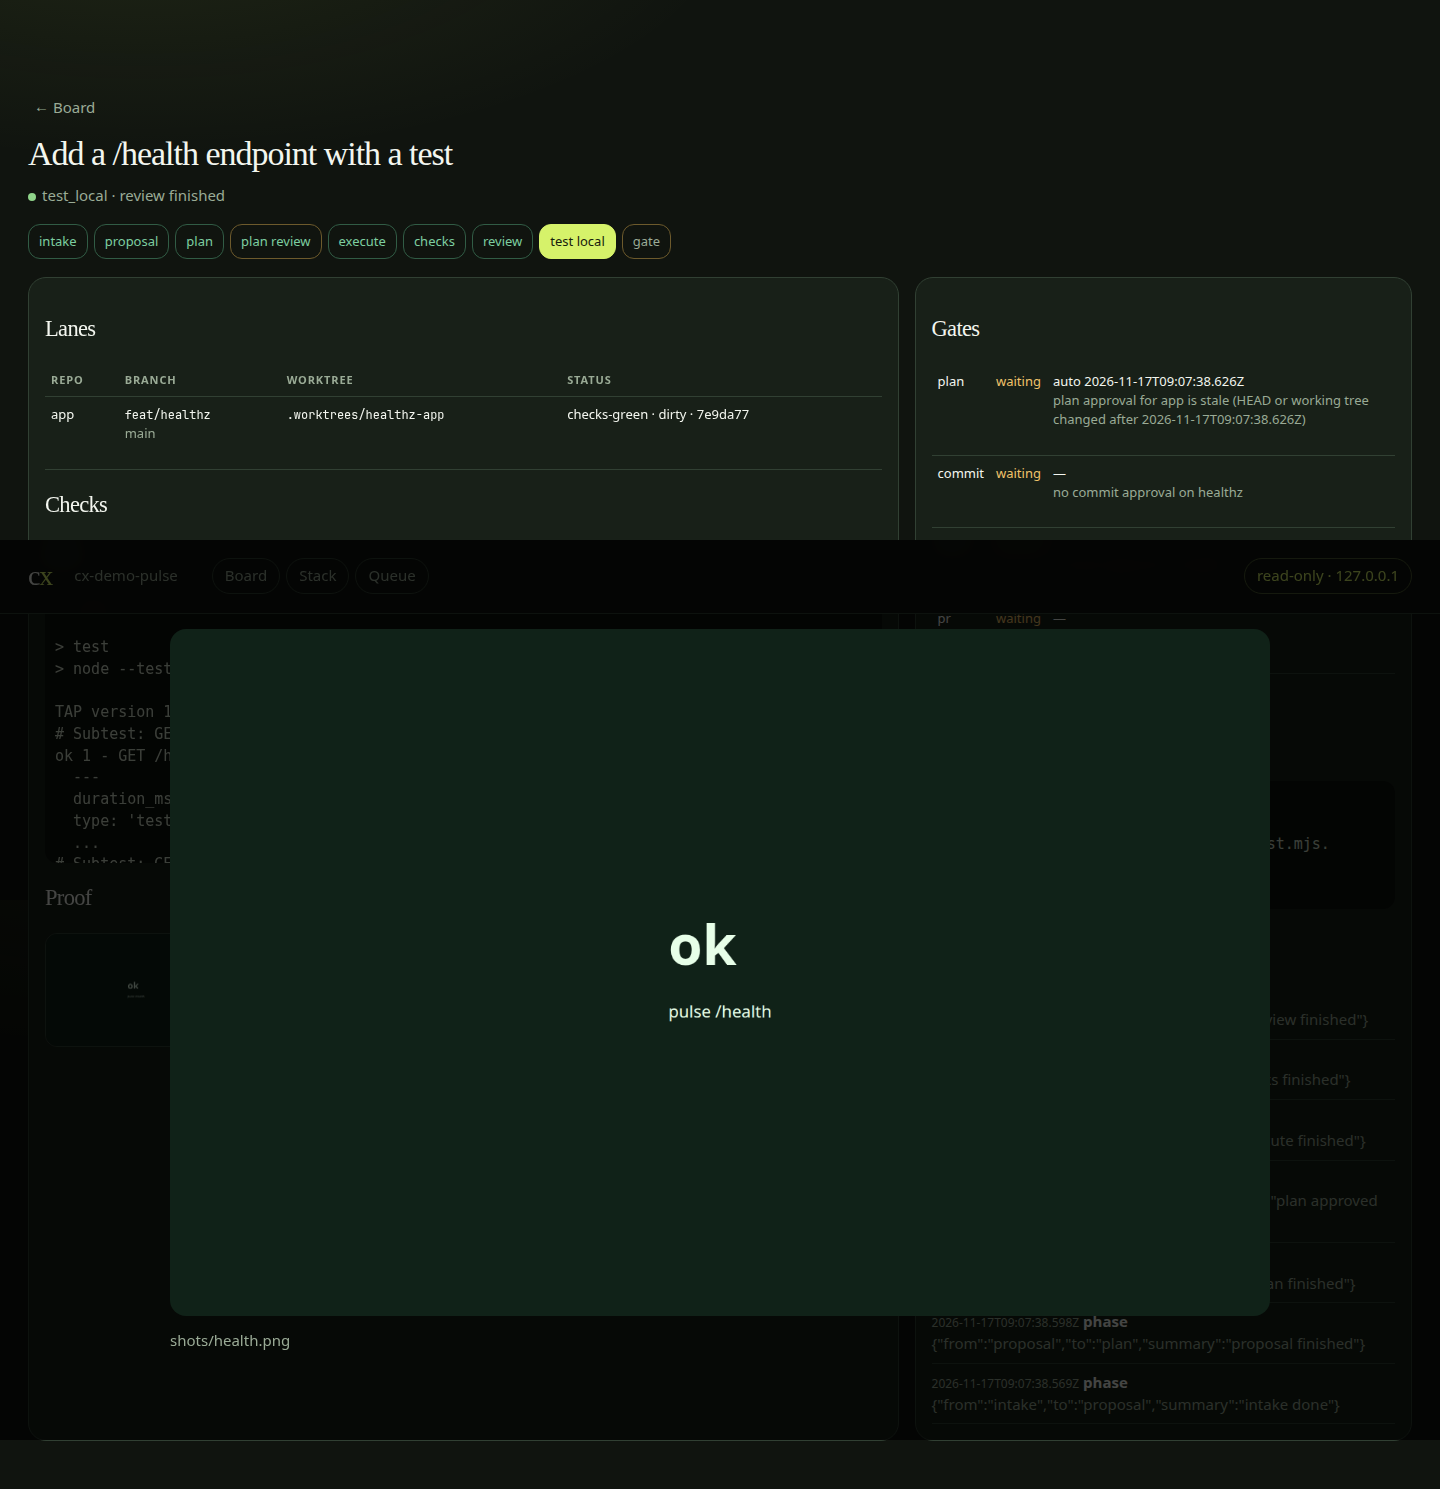 ← Board
Add a /health endpoint with a test
test_local · review finished
intake
proposal
plan
plan review
execute
checks
review
test local
gate
Lanes
REPO BRANCH WORKTREE STATUS
app feat/healthz .worktrees/healthz-app checks-green · dirty · 7e9da77
main
Checks
Gates
plan waiting auto 2026-11-17T09:07:38.626Z
plan approval for app is stale (HEAD or working tree
changed after 2026-11-17T09:07:38.626Z)
commit waiting —
no commit approval on healthz
cx cx-demo-pulse Board Stack Queue read-only · 127.0.0.1
pr waiting —
> test
> node --test
TAP version 1
# Subtest: GE
ok 1 - GET /h
---
duration_ms
type: 'test
...
# Subtest: GE
Proof
ok
ok
pulse /health
shots/health.png
st.mjs.
view finished"}
s finished"}
ute finished"}
"plan approved
an finished"}
2026-11-17T09:07:38.598Z phase
{"from":"proposal","to":"plan","summary":"proposal finished"}
2026-11-17T09:07:38.569Z phase
{"from":"intake","to":"proposal","summary":"intake done"}